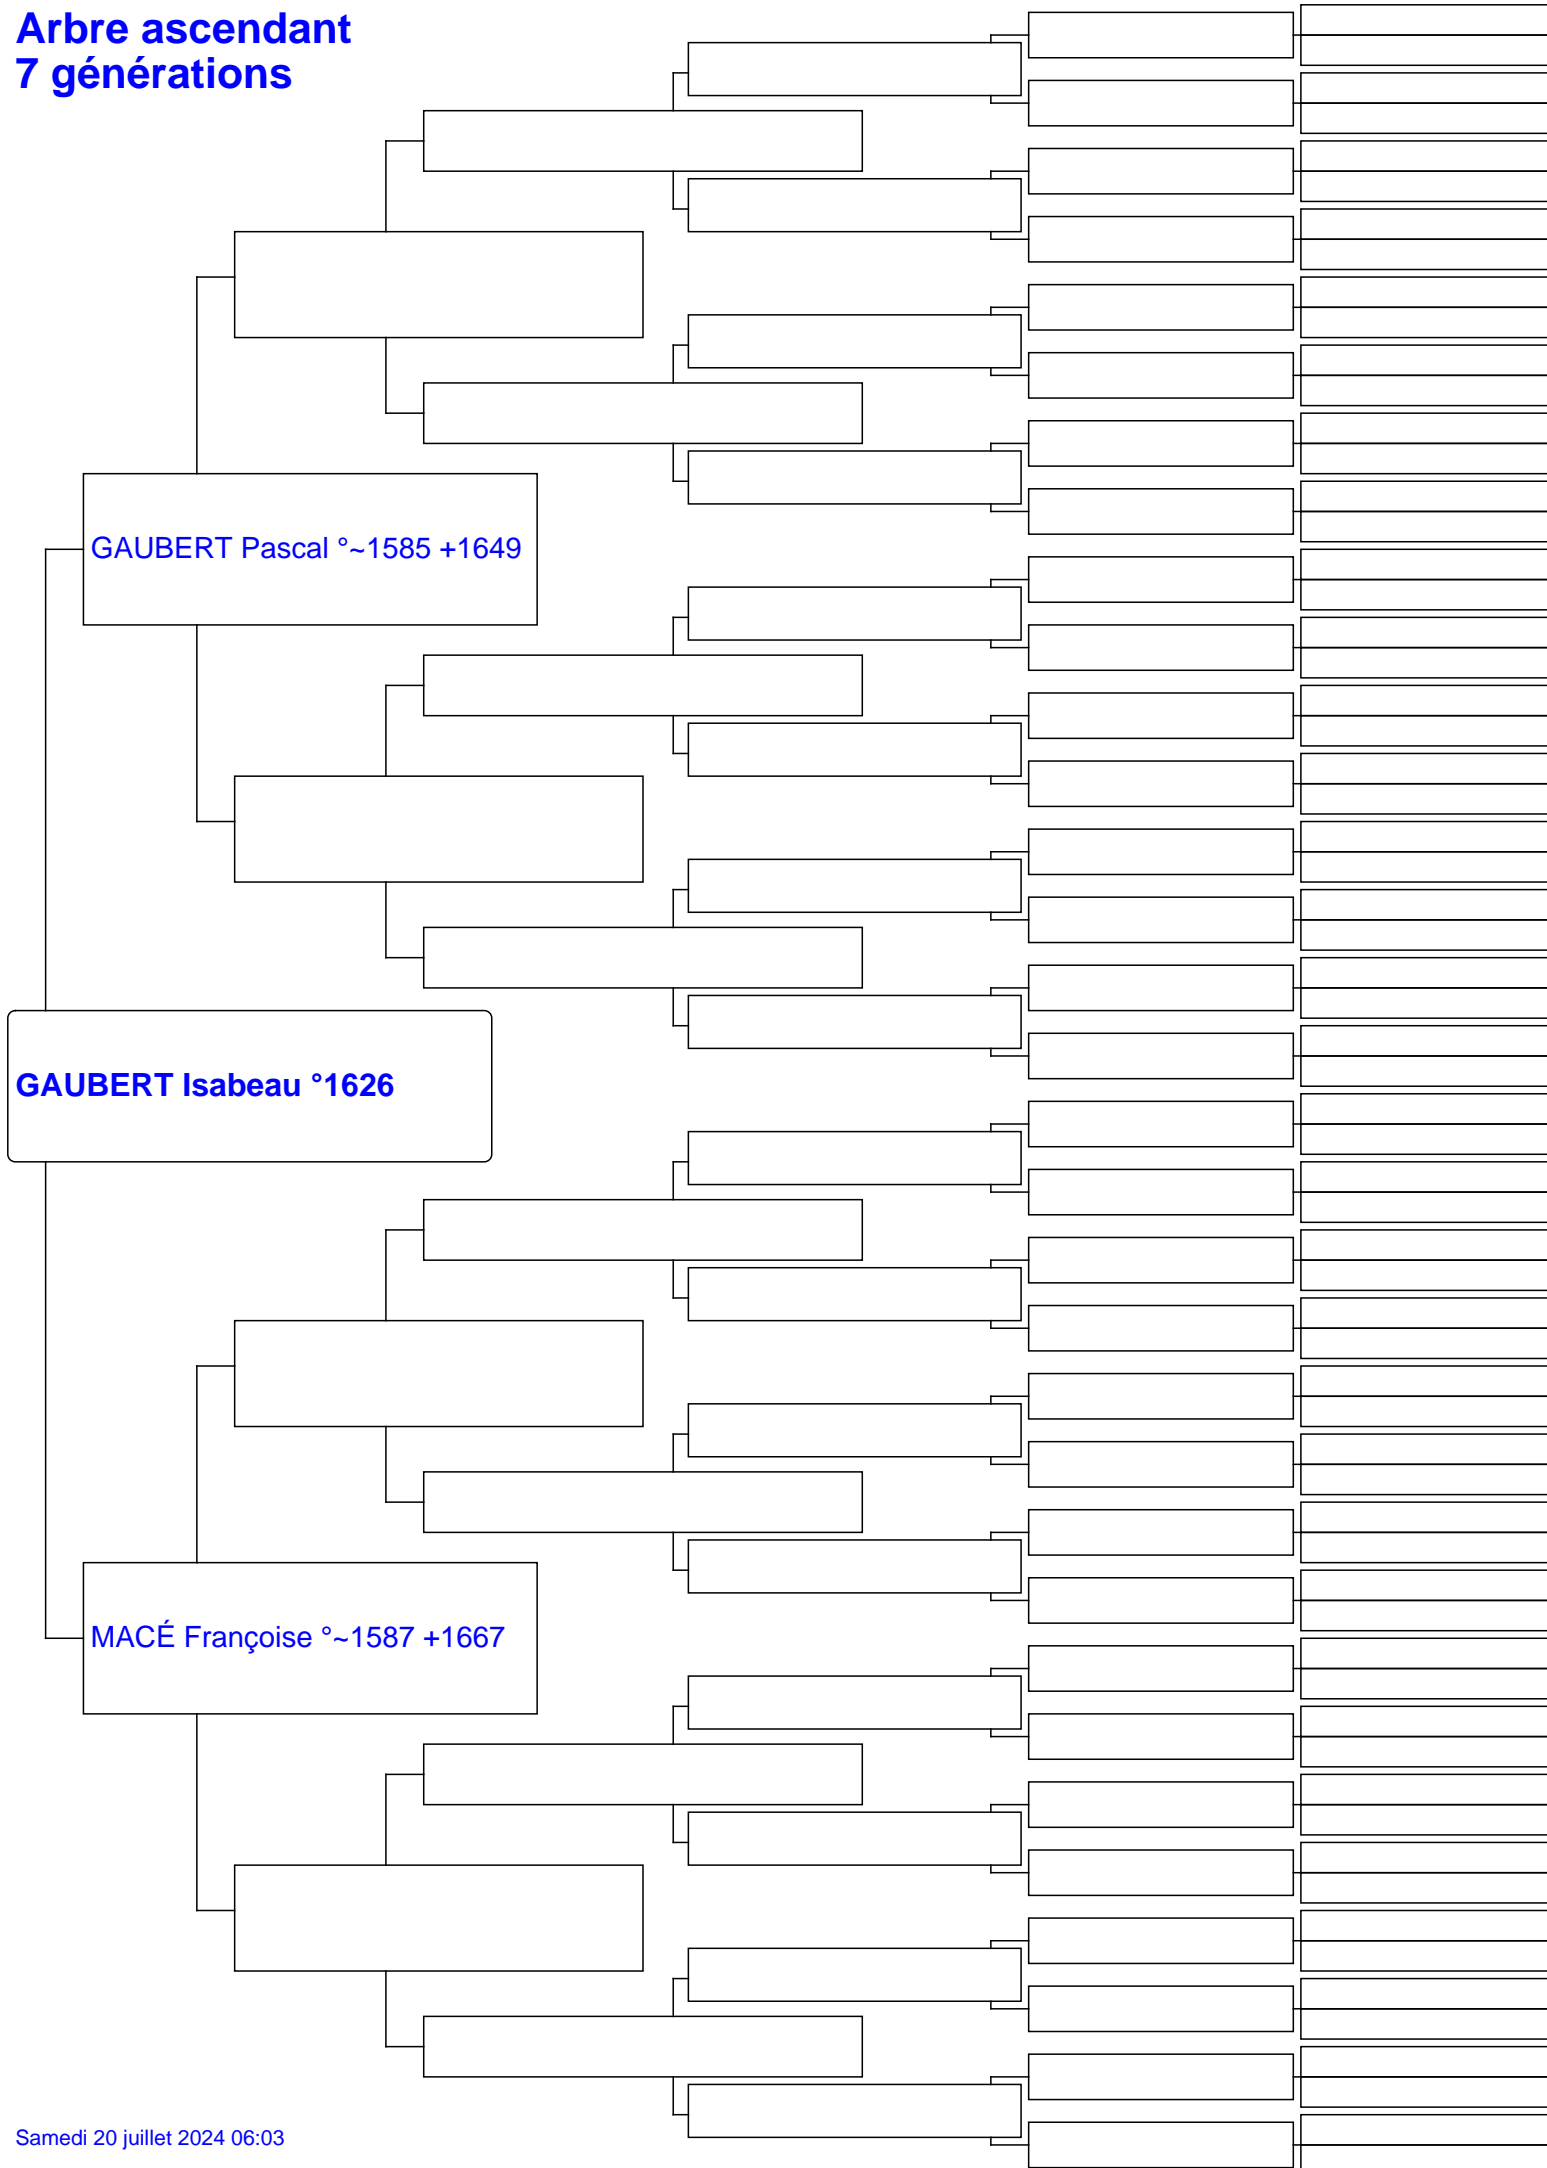 Arbre ascendant
7 générations
GAUBERT Pascal °~1585 +1649
GAUBERT Isabeau °1626
MACÉ Françoise °~1587 +1667
Samedi 20 juillet 2024 06:03